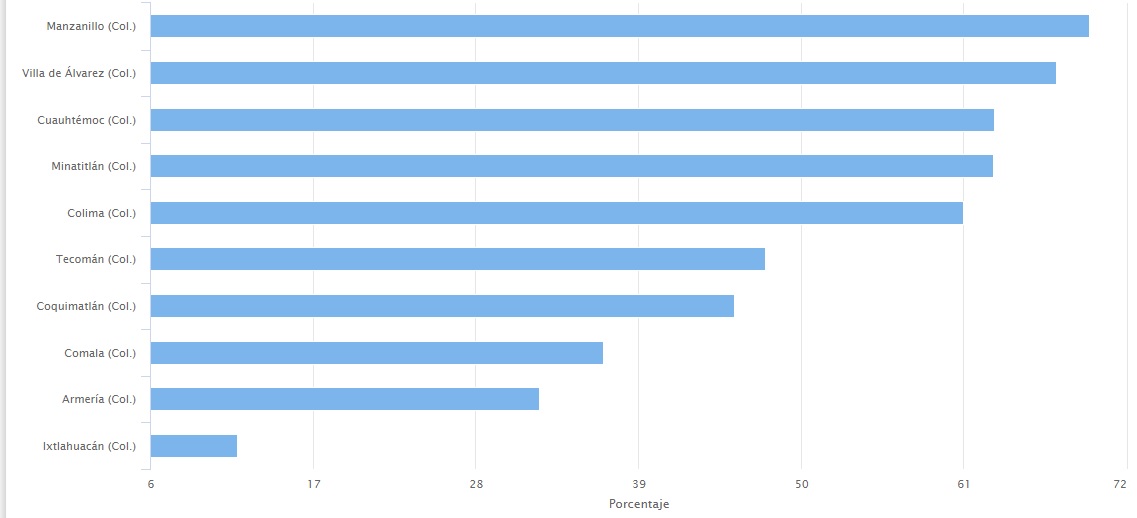 Manzanillo (Col.)
Villa de Álvarez (Col.)
Cuauhtémoc (Col.)
Minatitlán (Col.)
Colima (Col.)
Tecomán (Col.)
Coquimatlán (Col.)
Comala (Col.)
Armería (Col.)
Ixtlahuacán (Col.)
6 17 28 39 50 61 72
Porcentaje